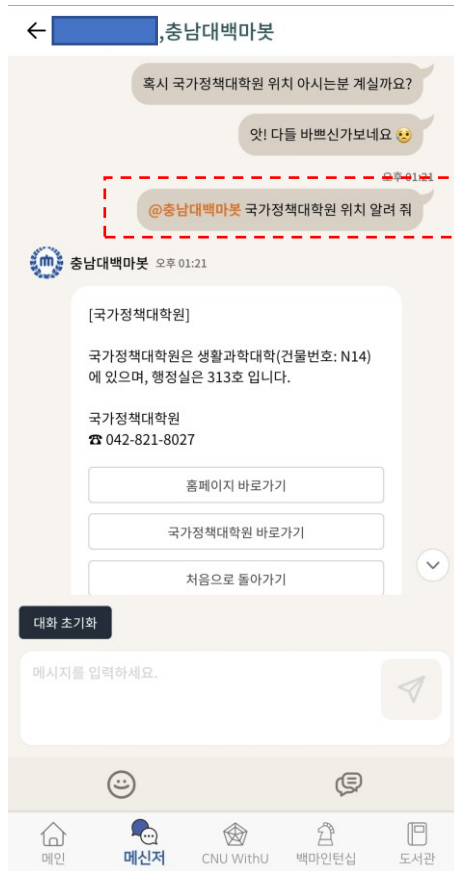 ,충남대백마봇
혹시 국가정책대학원 위치 아시는분 계실까요?
앗! 다들 바쁘신가보네요 😥
오후 01:21
@충남대백마봇 국가정책대학원 위치 알려 줘
충남대백마봇 오후 01:21
[국가정책대학원]
국가정책대학원은 생활과학대학(건물번호: N14)
에 있으며, 행정실은 313호 입니다.
국가정책대학원
☎ 042-821-8027
홈페이지 바로가기
국가정책대학원 바로가기
처음으로 돌아가기
대화 초기화
메시지를 입력하세요.
메인 메신저 CNU WithU 백마인턴십 도서관